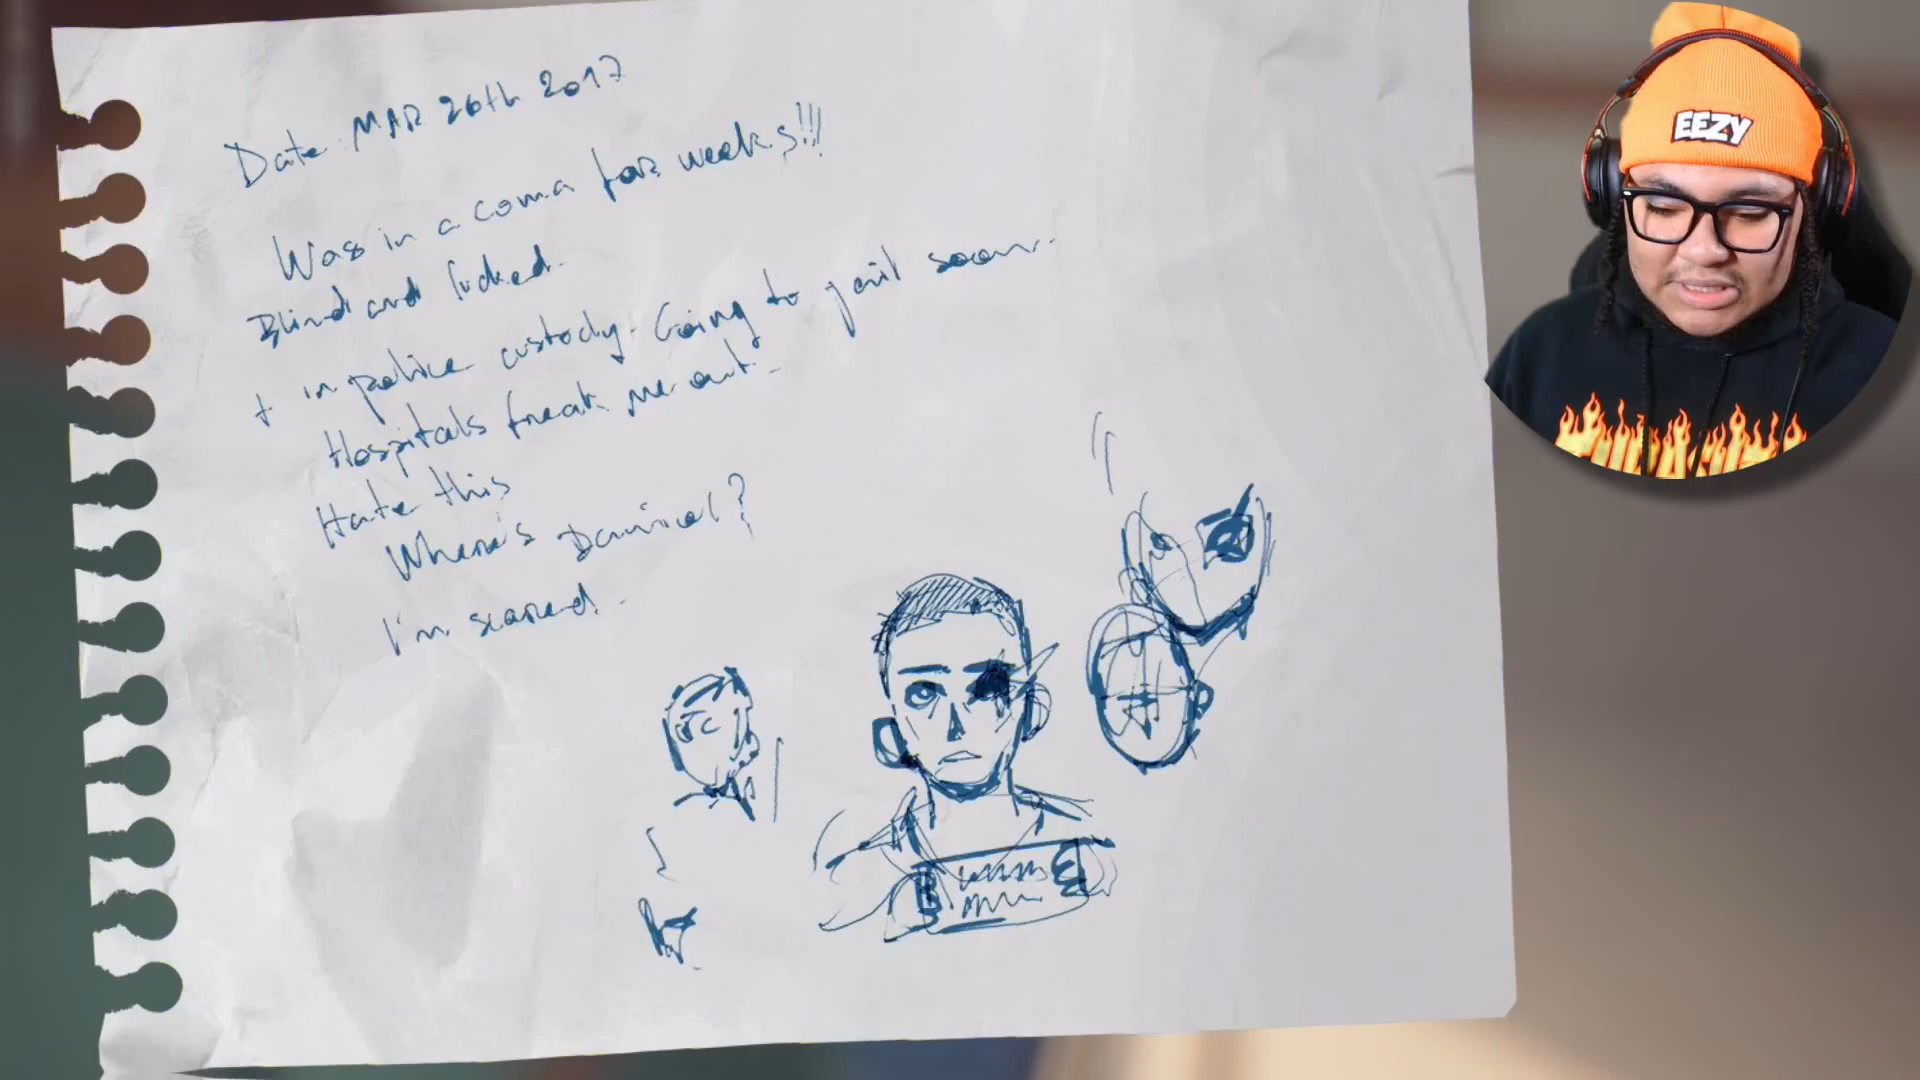 Date MAR 26th 2017
Was in a coma for weeks!!!
Blind and fucked.
+ in police custody. Going to jail soon.
Hospitals freak me out.
Hate this
Where's Daniel?
I'm scared.
EEZY